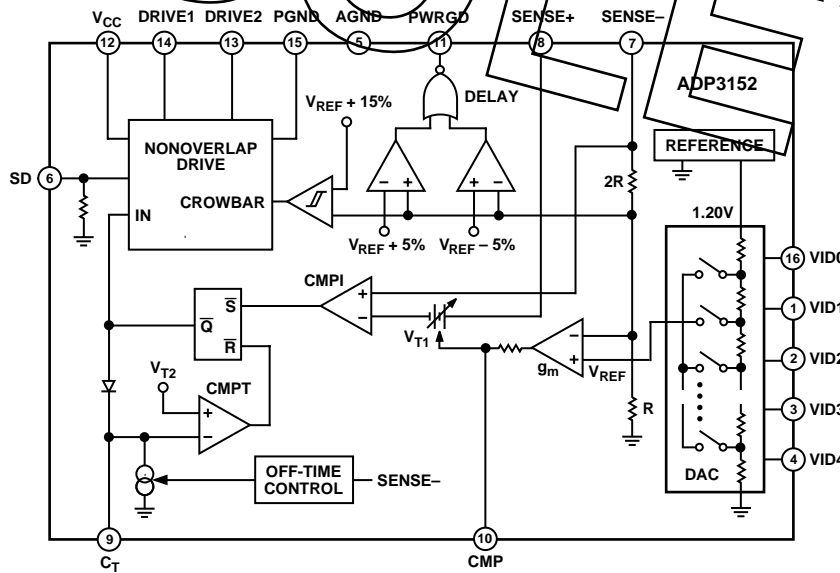 VCC DRIVE1 DRIVE2 PGND AGND PWRGD SENSE+ SENSE–
12 14 13 15 5 11 8 7
ADP3152
DELAY
VREF + 15%
NONOVERLAP
DRIVE
REFERENCE
SD 6
CROWBAR
2R
IN
– + + –
1.20V
VREF + 5% VREF – 5%
16 VID0
CMPI
S
+
Q
–
1 VID1
R
VT1
–
+
VT2
gm
VREF
2 VID2
CMPT
+
R
3 VID3
–
OFF-TIME
CONTROL
SENSE–
DAC
4 VID4
9 10
CT CMP